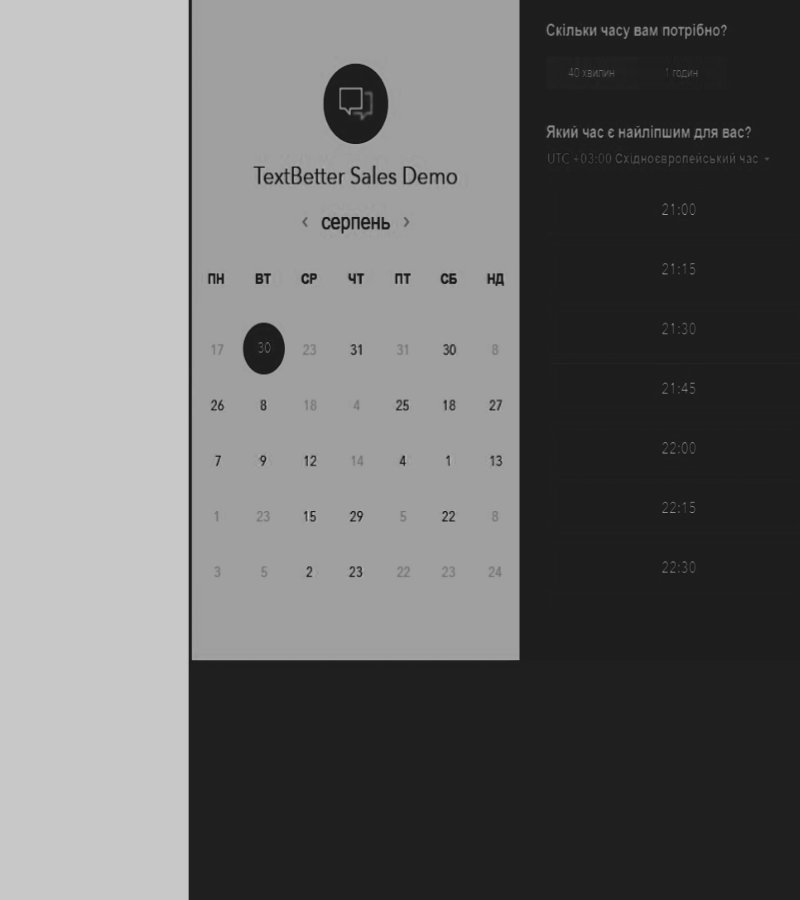 TextBetter Sales Demo
‹ серпень ›
ПН ВТ СР ЧТ ПТ СБ НД
17 30 23 31 31 30 8
26 8 18 4 25 18 27
7 9 12 14 4 1 13
1 23 15 29 5 22 8
3 5 2 23 22 23 24
Скільки часу вам потрібно?
40 хвилин 1 годин
Який час є найліпшим для вас?
UTC +03:00 Східноєвропейський час
21:00
21:15
21:30
21:45
22:00
22:15
22:30